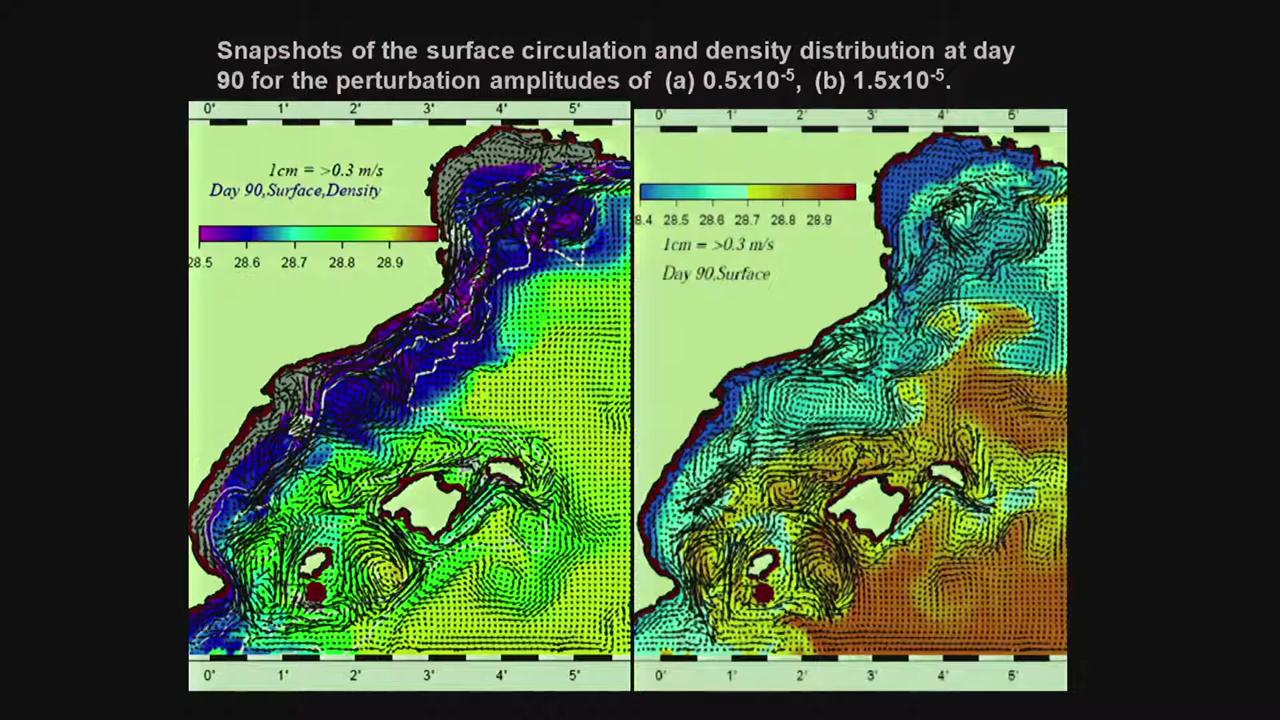 Snapshots of the surface circulation and density distribution at day
90 for the perturbation amplitudes of (a) 0.5x10⁻⁵, (b) 1.5x10⁻⁵.
0' 1' 2' 3' 4' 5'
1cm = >0.3 m/s
Day 90,Surface,Density
28.5 28.6 28.7 28.8 28.9
0' 1' 2' 3' 4' 5'
0' 1' 2' 3' 4' 6'
8.4 28.5 28.6 28.7 28.8 28.9
1cm = >0.3 m/s
Day 90,Surface
0' 1' 2' 3' 4' 5'